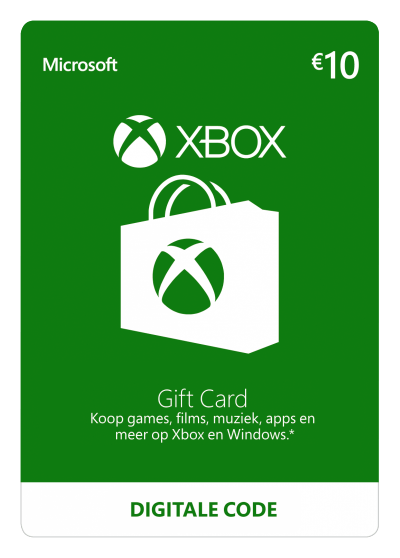 Microsoft
€10
XBOX
Gift Card
Koop games, films, muziek, apps en
meer op Xbox en Windows.*
DIGITALE CODE